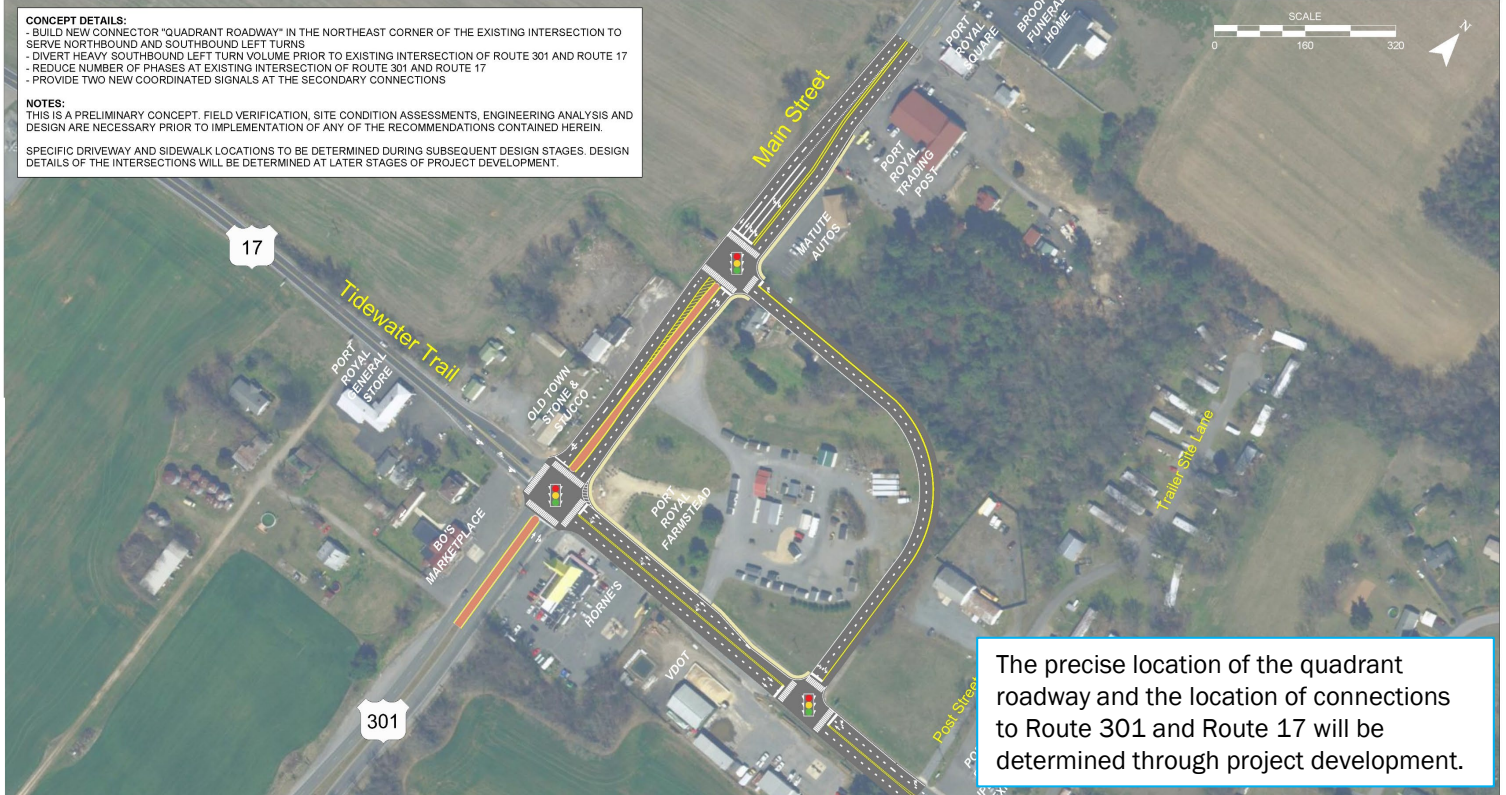 CONCEPT DETAILS:
- BUILD NEW CONNECTOR "QUADRANT ROADWAY" IN THE NORTHEAST CORNER OF THE EXISTING INTERSECTION TO
SERVE NORTHBOUND AND SOUTHBOUND LEFT TURNS
- DIVERT HEAVY SOUTHBOUND LEFT TURN VOLUME PRIOR TO EXISTING INTERSECTION OF ROUTE 301 AND ROUTE 17
- REDUCE NUMBER OF PHASES AT EXISTING INTERSECTION OF ROUTE 301 AND ROUTE 17
- PROVIDE TWO NEW COORDINATED SIGNALS AT THE SECONDARY CONNECTIONS
NOTES:
THIS IS A PRELIMINARY CONCEPT. FIELD VERIFICATION, SITE CONDITION ASSESSMENTS, ENGINEERING ANALYSIS AND
DESIGN ARE NECESSARY PRIOR TO IMPLEMENTATION OF ANY OF THE RECOMMENDATIONS CONTAINED HEREIN.
SPECIFIC DRIVEWAY AND SIDEWALK LOCATIONS TO BE DETERMINED DURING SUBSEQUENT DESIGN STAGES. DESIGN
DETAILS OF THE INTERSECTIONS WILL BE DETERMINED AT LATER STAGES OF PROJECT DEVELOPMENT.
SCALE
0 160 320
N
PORT
ROYAL
SQUARE
FUNERAL
HOME
Main Street
PORT
ROYAL
TRADING
POST
MATUTE
AUTOS
17
Tidewater Trail
PORT
ROYAL
GENERAL
STORE
OLD TOWN
STONE &
STUCCO
Trailer Site Lane
PORT
ROYAL
FARMSTEAD
BO'S
MARKETPLACE
HORNE'S
VDOT
301
Post Street
The precise location of the quadrant
roadway and the location of connections
to Route 301 and Route 17 will be
determined through project development.